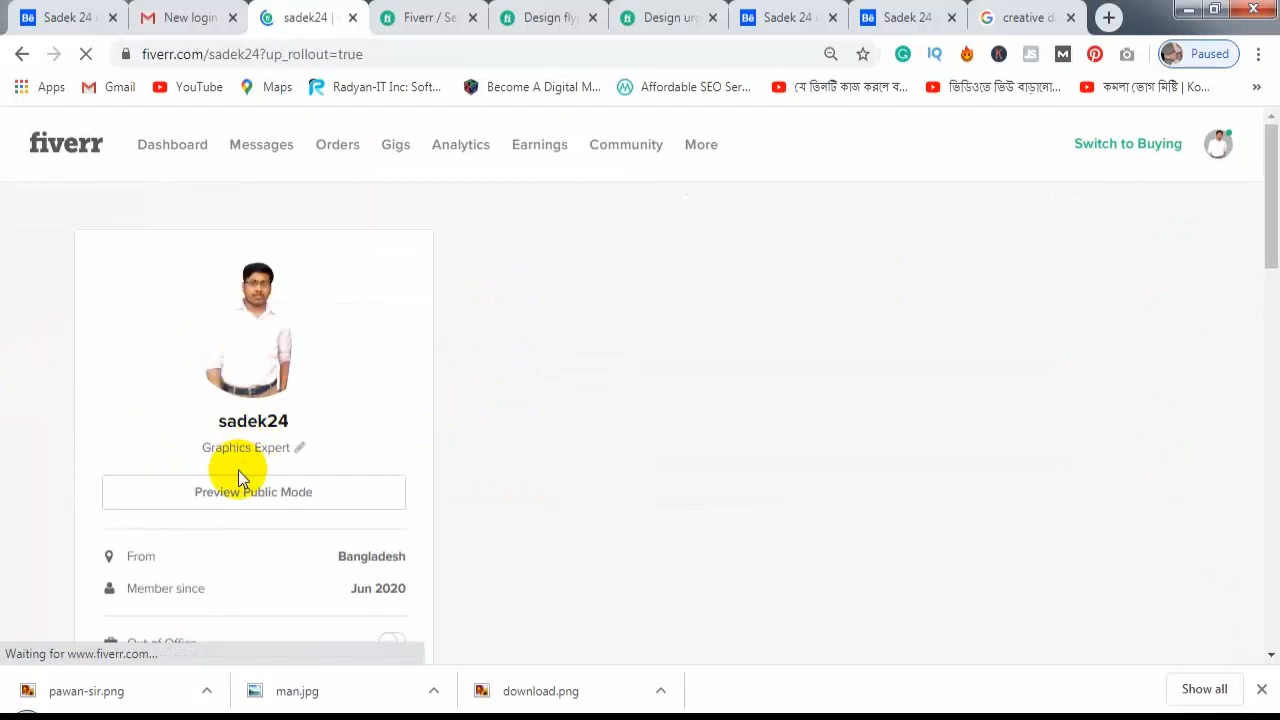 Sadek 24
New login
sadek24 |
Fiverr / Se
Design fly
Design ur
Sadek 24
Sadek 24
creative d
fiverr.com/sadek24?up_rollout=true
Paused
Apps
Gmail
YouTube
Maps
Radyan-IT Inc: Soft...
Become A Digital M...
Affordable SEO Ser...
যে তিনটি কাজ করলে ব...
ভিডিওতে ভিউ বাড়ানো...
কমলা ভোগ মিষ্টি | Ko...
fiverr
Dashboard
Messages
Orders
Gigs
Analytics
Earnings
Community
More
Switch to Buying
sadek24
Graphics Expert
Preview Public Mode
From Bangladesh
Member since Jun 2020
Out of Office
Waiting for www.fiverr.com...
pawan-sir.png
man.jpg
download.png
Show all